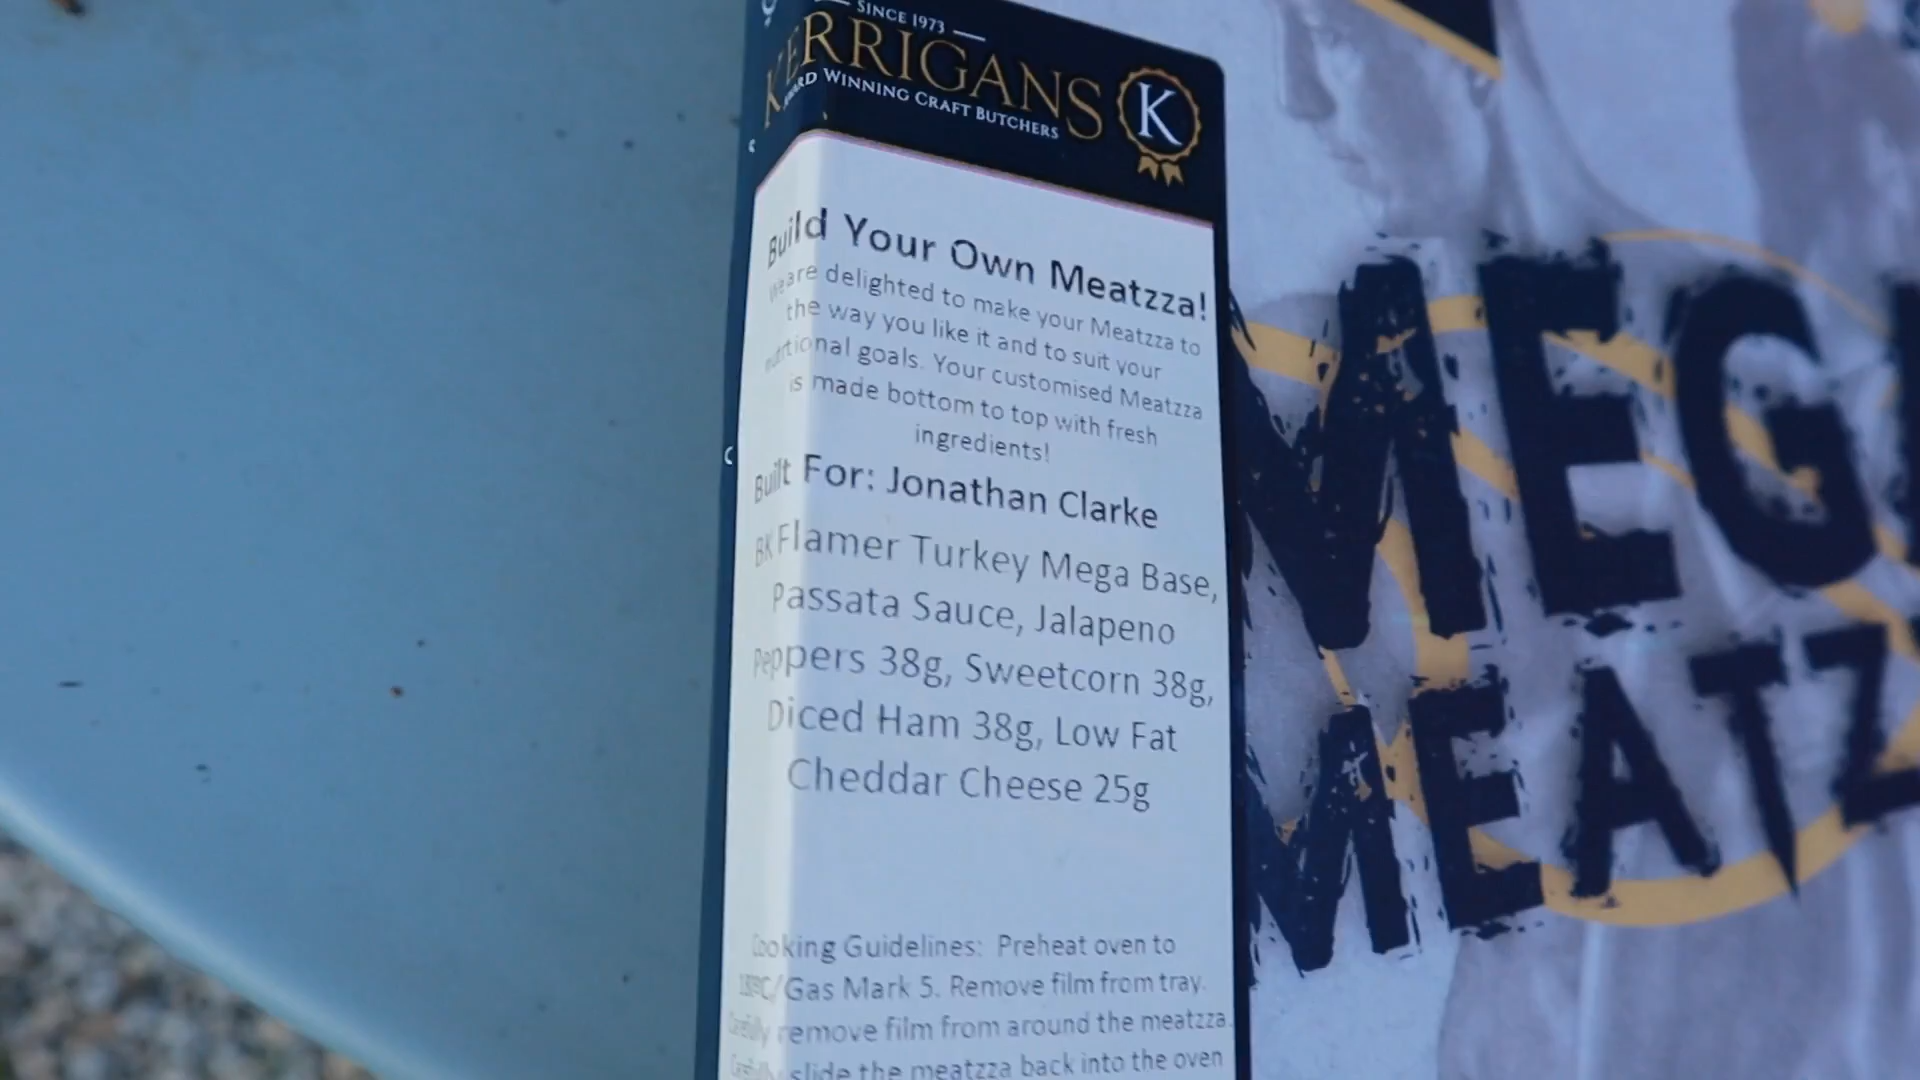 SINCE 1973
KERRIGANS
AWARD WINNING CRAFT BUTCHERS
K
Build Your Own Meatzza!
We are delighted to make your Meatzza to
the way you like it and to suit your
nutritional goals. Your customised Meatzza
is made bottom to top with fresh
ingredients!
Built For: Jonathan Clarke
BK Flamer Turkey Mega Base,
Passata Sauce, Jalapeno
Peppers 38g, Sweetcorn 38g,
Diced Ham 38g, Low Fat
Cheddar Cheese 25g
Cooking Guidelines: Preheat oven to
/Gas Mark 5. Remove film from tray.
Carefully remove film from around the meatzza.
Carefully slide the meatzza back into the oven
MEG
MEATZ